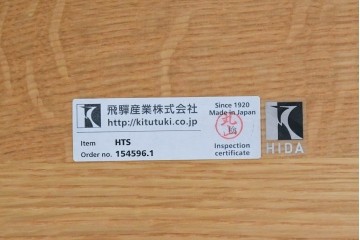 飛驒産業株式会社
http://kitutuki.co.jp
Since 1920
Made in Japan
Item HTS
Order no. 154596.1
Inspection
certificate
HIDA